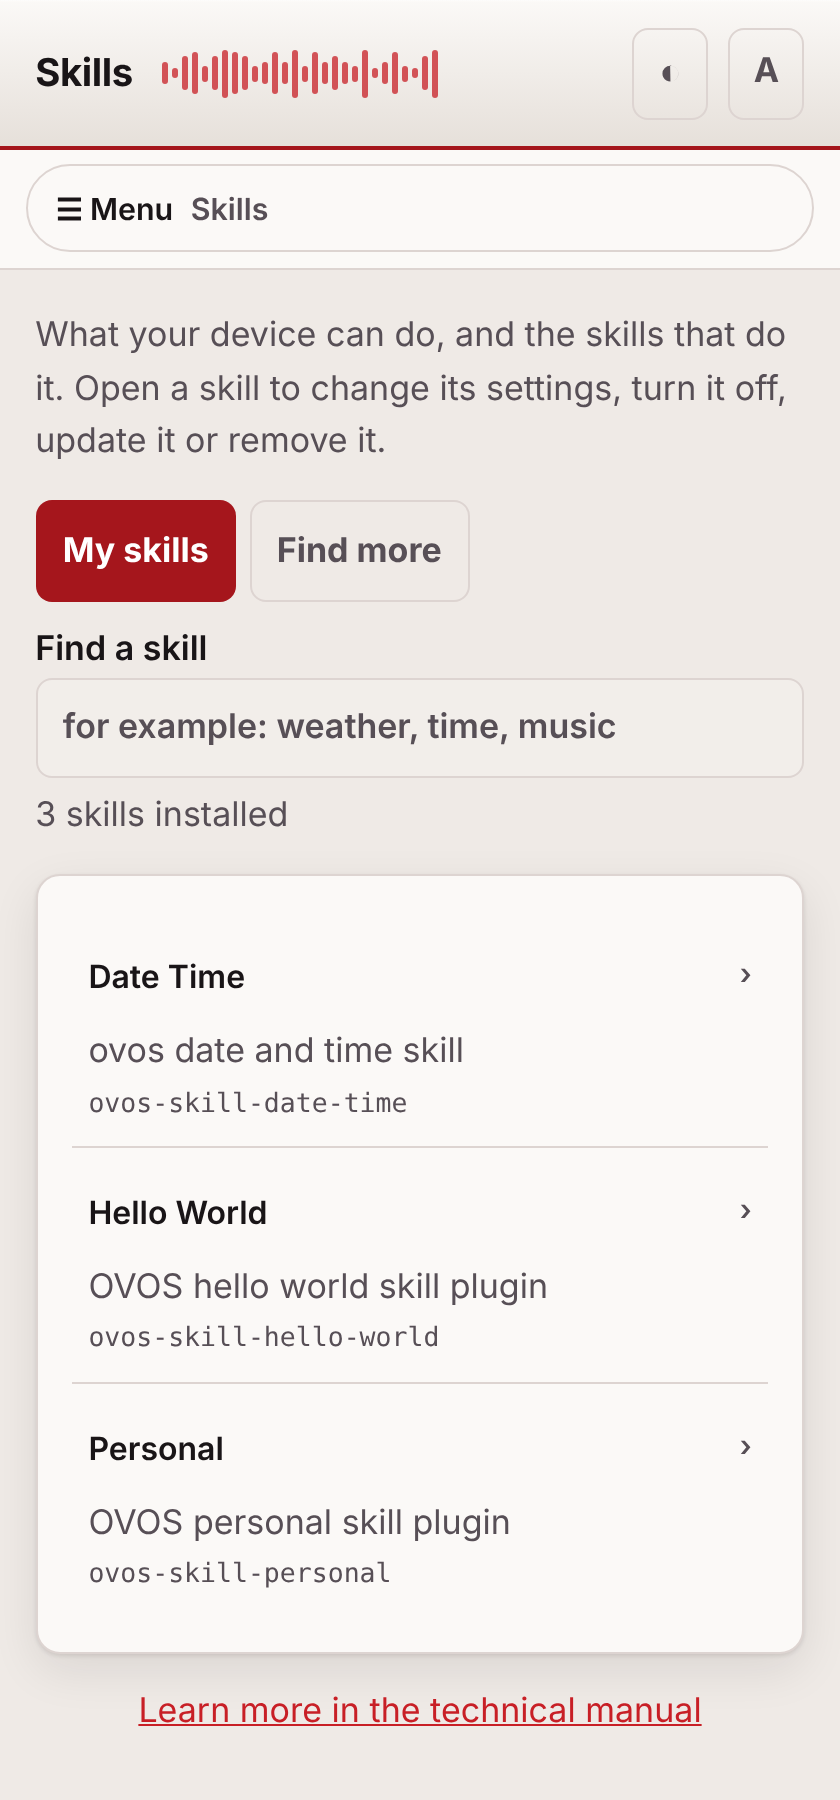 Skills
A
☰ Menu Skills
What your device can do, and the skills that do
it. Open a skill to change its settings, turn it off,
update it or remove it.
My skills
Find more
Find a skill
for example: weather, time, music
3 skills installed
Date Time ›
ovos date and time skill
ovos-skill-date-time
Hello World ›
OVOS hello world skill plugin
ovos-skill-hello-world
Personal ›
OVOS personal skill plugin
ovos-skill-personal
Learn more in the technical manual